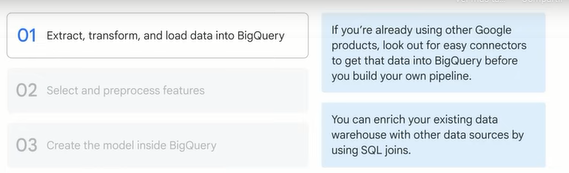 01 Extract, transform, and load data into BigQuery
02 Select and preprocess features
03 Create the model inside BigQuery
If you're already using other Google
products, look out for easy connectors
to get that data into BigQuery before
you build your own pipeline.
You can enrich your existing data
warehouse with other data sources by
using SQL joins.